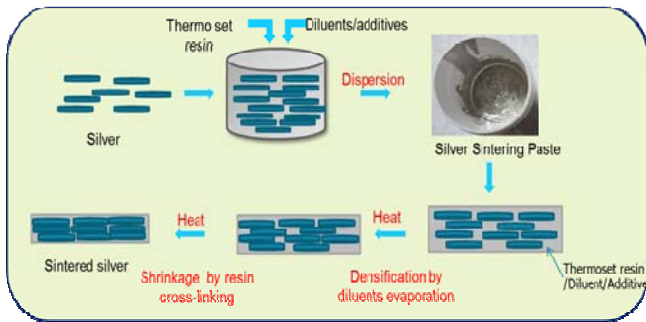 Thermo set
resin
Diluents/additives
Dispersion
Silver
Silver Sintering Paste
Heat
Heat
Sintered silver
Shrinkage by resin
cross-linking
Densification by
diluents evaporation
Thermoset resin
/Diluent/Additive